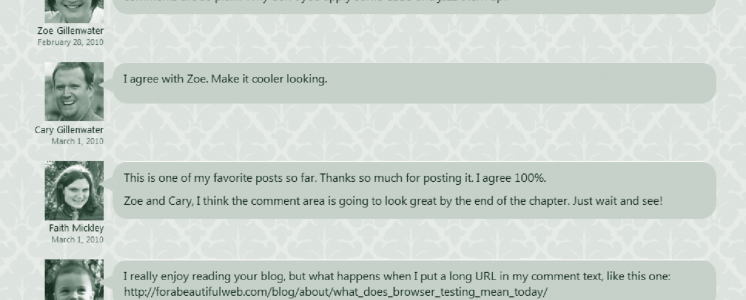 Zoe Gillenwater
February 28, 2010
I agree with Zoe. Make it cooler looking.
Cary Gillenwater
March 1, 2010
This is one of my favorite posts so far. Thanks so much for posting it. I agree 100%.
Zoe and Cary, I think the comment area is going to look great by the end of the chapter. Just wait and see!
Faith Mickley
March 1, 2010
I really enjoy reading your blog, but what happens when I put a long URL in my comment text, like this one:
http://forabeautifulweb.com/blog/about/what_does_browser_testing_mean_today/